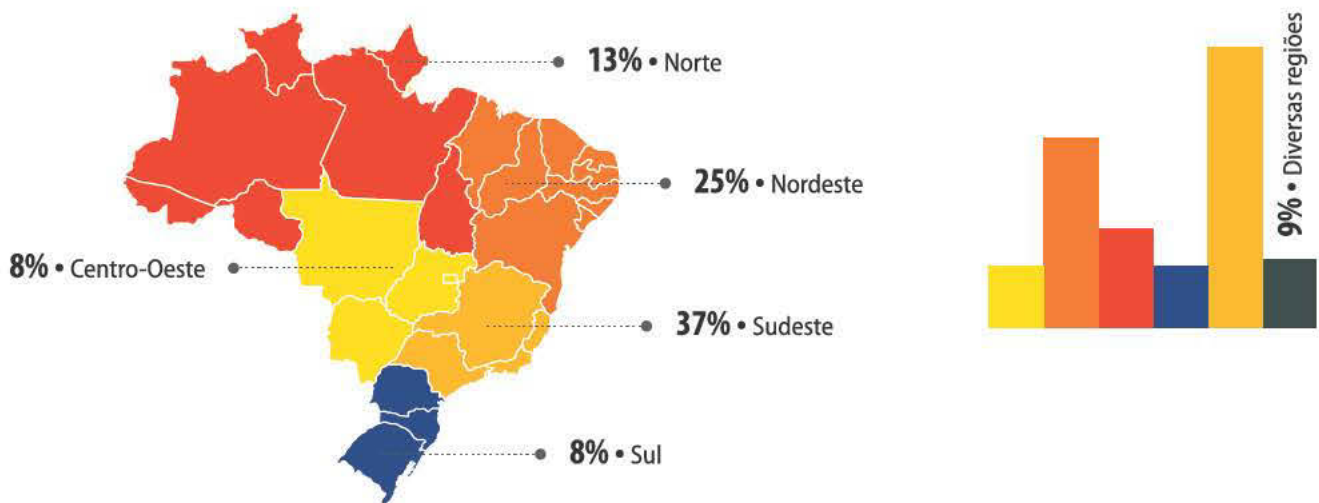 13% • Norte
25% • Nordeste
8% • Centro-Oeste
37% • Sudeste
8% • Sul
9% • Diversas regiões